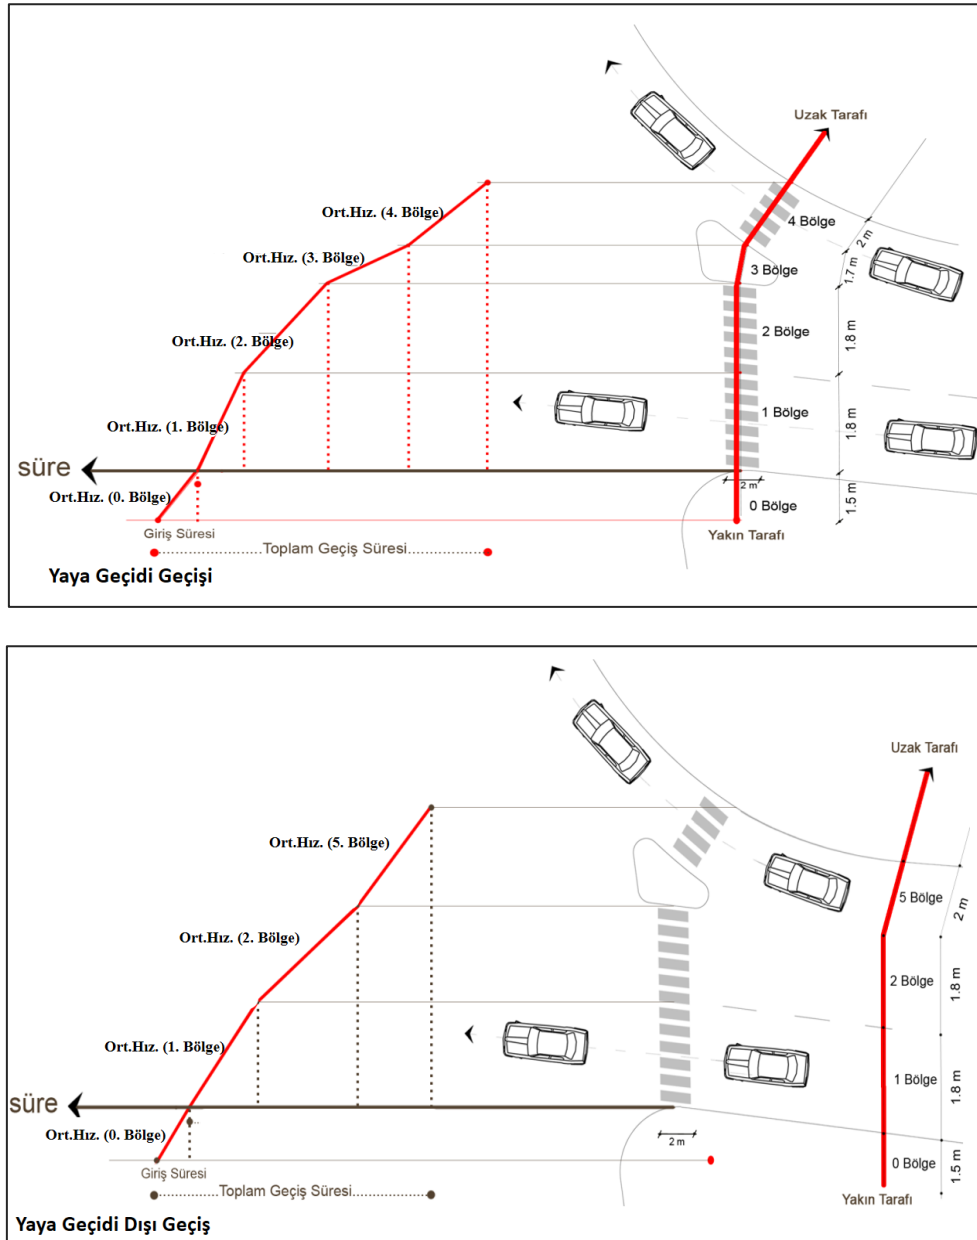 Uzak Tarafı
Ort.Hız. (4. Bölge)
4 Bölge
2 m
Ort.Hız. (3. Bölge)
3 Bölge
1.7 m
Ort.Hız. (2. Bölge)
2 Bölge
1.8 m
Ort.Hız. (1. Bölge)
1 Bölge
1.8 m
süre
Ort.Hız. (0. Bölge)
2 m
0 Bölge
1.5 m
Giriş Süresi
Yakın Tarafı
Toplam Geçiş Süresi
Yaya Geçidi Geçişi
Uzak Tarafı
Ort.Hız. (5. Bölge)
5 Bölge
2 m
Ort.Hız. (2. Bölge)
2 Bölge
1.8 m
Ort.Hız. (1. Bölge)
1 Bölge
1.8 m
süre
Ort.Hız. (0. Bölge)
2 m
0 Bölge
1.5 m
Giriş Süresi
Toplam Geçiş Süresi
Yakın Tarafı
Yaya Geçidi Dışı Geçiş